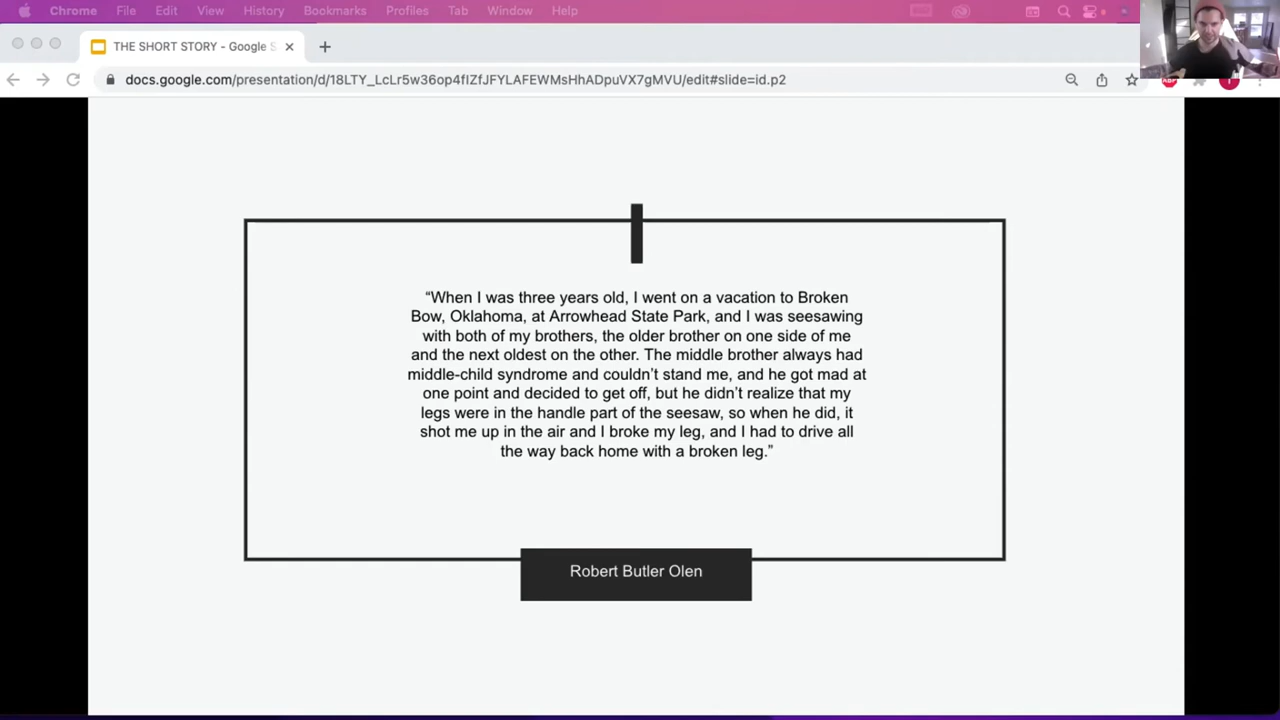 Chrome File Edit View History Bookmarks Profiles Tab Window Help
THE SHORT STORY - Google S
docs.google.com/presentation/d/18LTY_LcLr5w36op4fIZfJFYLAFEWMsHhADpuVX7gMVU/edit#slide=id.p2
“When I was three years old, I went on a vacation to Broken
Bow, Oklahoma, at Arrowhead State Park, and I was seesawing
with both of my brothers, the older brother on one side of me
and the next oldest on the other. The middle brother always had
middle-child syndrome and couldn’t stand me, and he got mad at
one point and decided to get off, but he didn’t realize that my
legs were in the handle part of the seesaw, so when he did, it
shot me up in the air and I broke my leg, and I had to drive all
the way back home with a broken leg.”
Robert Butler Olen